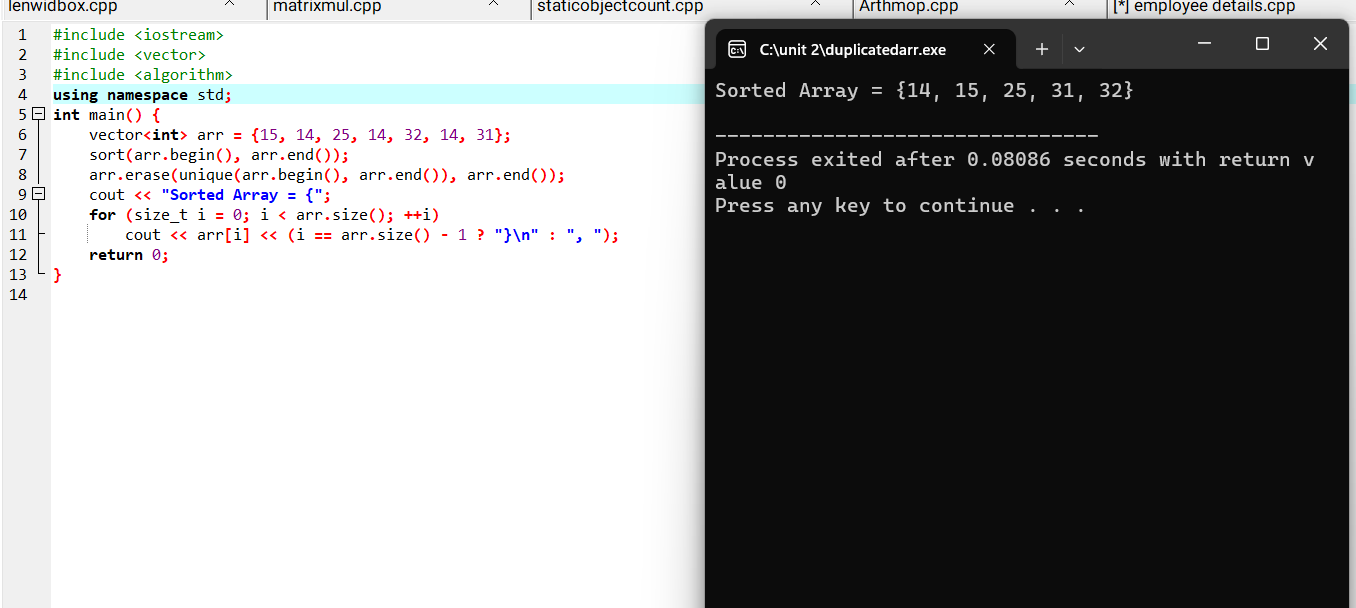 lenwidbox.cpp matrixmul.cpp staticobjectcount.cpp Arthmop.cpp [*] employee details.cpp
1 #include <iostream>
2 #include <vector>
3 #include <algorithm>
4 using namespace std;
5 int main() {
6 vector<int> arr = {15, 14, 25, 14, 32, 14, 31};
7 sort(arr.begin(), arr.end());
8 arr.erase(unique(arr.begin(), arr.end()), arr.end());
9 cout << "Sorted Array = {";
10 for (size_t i = 0; i < arr.size(); ++i)
11 cout << arr[i] << (i == arr.size() - 1 ? "}\n" : ", ");
12 return 0;
13 }
14
C:\unit 2\duplicatedarr.exe
Sorted Array = {14, 15, 25, 31, 32}
--------------------------------
Process exited after 0.08086 seconds with return v
alue 0
Press any key to continue . . .